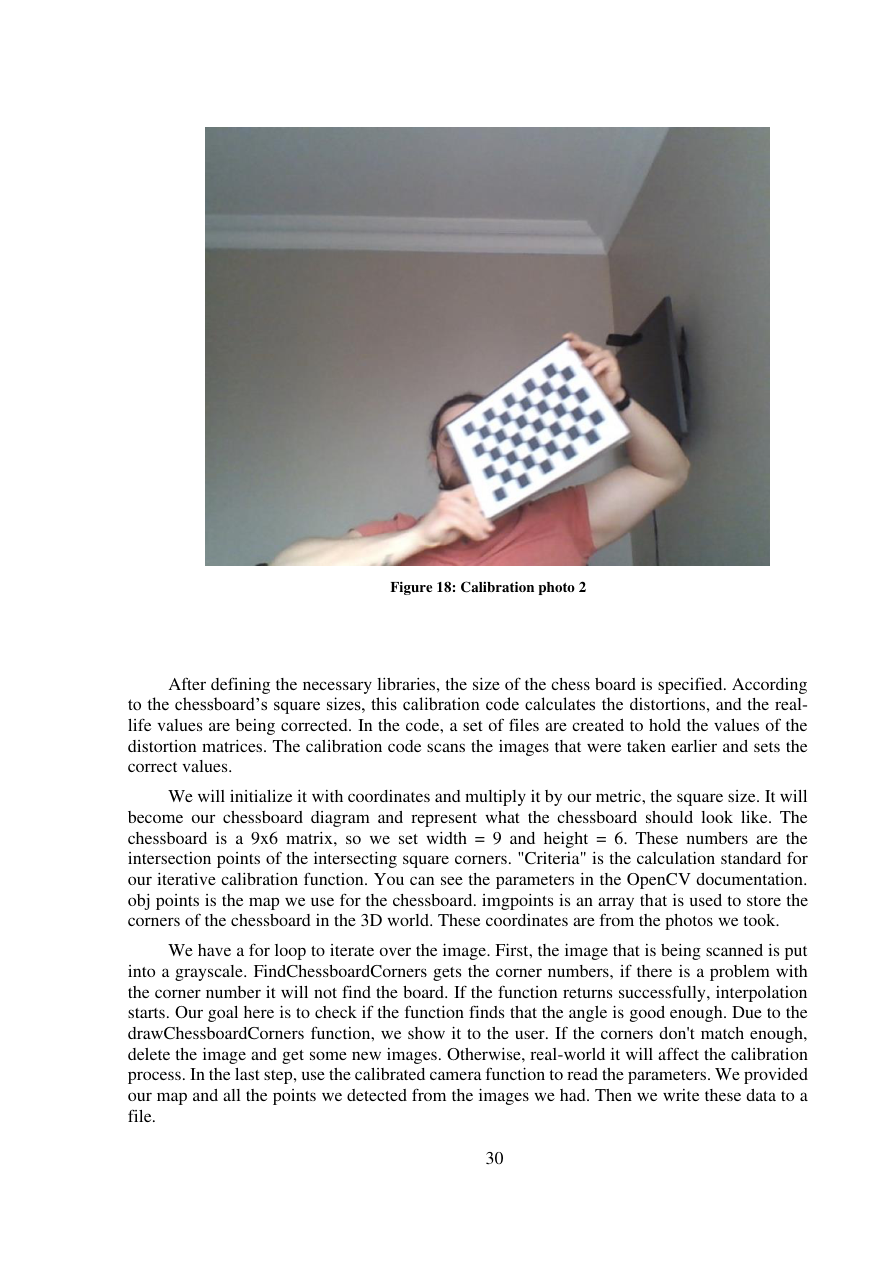 Figure 18: Calibration photo 2
After defining the necessary libraries, the size of the chess board is specified. According
to the chessboard’s square sizes, this calibration code calculates the distortions, and the real-
life values are being corrected. In the code, a set of files are created to hold the values of the
distortion matrices. The calibration code scans the images that were taken earlier and sets the
correct values.
We will initialize it with coordinates and multiply it by our metric, the square size. It will
become our chessboard diagram and represent what the chessboard should look like. The
chessboard is a 9x6 matrix, so we set width = 9 and height = 6. These numbers are the
intersection points of the intersecting square corners. "Criteria" is the calculation standard for
our iterative calibration function. You can see the parameters in the OpenCV documentation.
obj points is the map we use for the chessboard. imgpoints is an array that is used to store the
corners of the chessboard in the 3D world. These coordinates are from the photos we took.
We have a for loop to iterate over the image. First, the image that is being scanned is put
into a grayscale. FindChessboardCorners gets the corner numbers, if there is a problem with
the corner number it will not find the board. If the function returns successfully, interpolation
starts. Our goal here is to check if the function finds that the angle is good enough. Due to the
drawChessboardCorners function, we show it to the user. If the corners don't match enough,
delete the image and get some new images. Otherwise, real-world it will affect the calibration
process. In the last step, use the calibrated camera function to read the parameters. We provided
our map and all the points we detected from the images we had. Then we write these data to a
file.
30